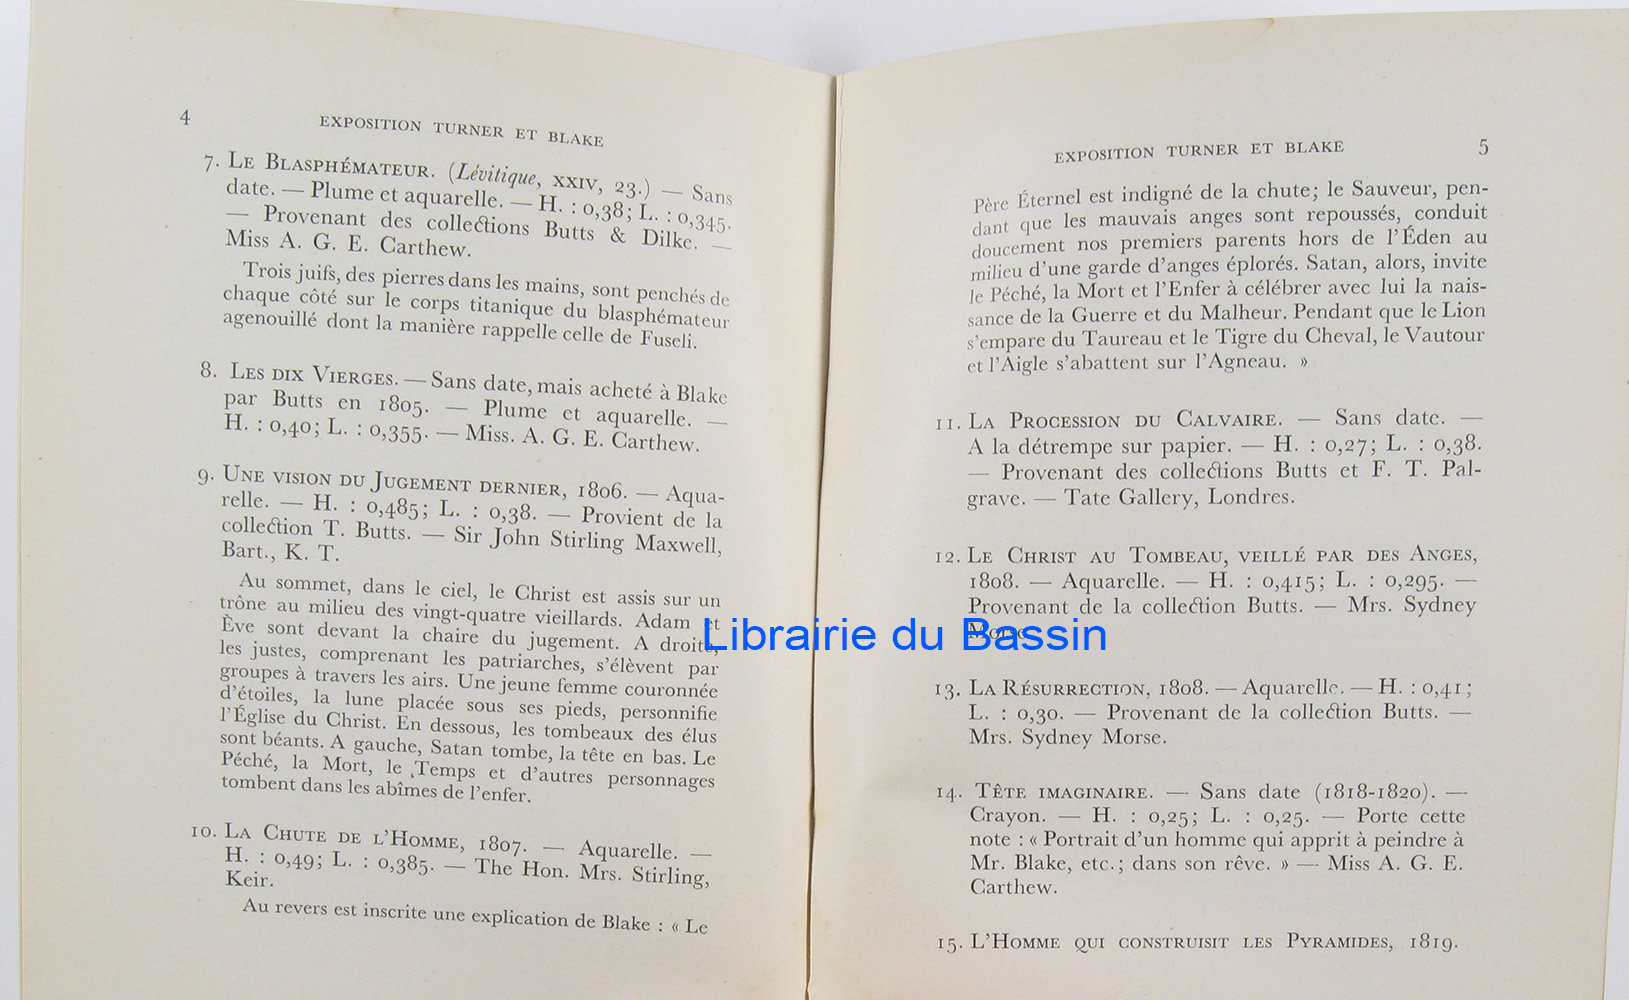 4
EXPOSITION TURNER ET BLAKE
7. LE BLASPHÉMATEUR. (Lévitique, XXIV, 23.) — Sans
date. — Plume et aquarelle. — H. : 0,38; L. : 0,345.
— Provenant des collections Butts & Dilke. —
Miss A. G. E. Carthew.
Trois juifs, des pierres dans les mains, sont penchés de
chaque côté sur le corps titanique du blasphémateur
agenouillé dont la manière rappelle celle de Fuseli.
8. LES DIX VIERGES. — Sans date, mais acheté à Blake
par Butts en 1805. — Plume et aquarelle. —
H. : 0,40; L. : 0,355. — Miss. A. G. E. Carthew.
9. UNE VISION DU JUGEMENT DERNIER, 1806. — Aqua-
relle. — H. : 0,485; L. : 0,38. — Provient de la
collection T. Butts. — Sir John Stirling Maxwell,
Bart., K. T.
Au sommet, dans le ciel, le Christ est assis sur un
trône au milieu des vingt-quatre vieillards. Adam et
Ève sont devant la chaire du jugement. A droite,
les justes, comprenant les patriarches, s'élèvent par
groupes à travers les airs. Une jeune femme couronnée
d'étoiles, la lune placée sous ses pieds, personnifie
l'Église du Christ. En dessous, les tombeaux des élus
sont béants. A gauche, Satan tombe, la tête en bas. Le
Péché, la Mort, le Temps et d'autres personnages
tombent dans les abîmes de l'enfer.
10. LA CHUTE DE L'HOMME, 1807. — Aquarelle. —
H. : 0,49; L. : 0,385. — The Hon. Mrs. Stirling,
Keir.
Au revers est inscrite une explication de Blake : « Le
EXPOSITION TURNER ET BLAKE
5
Père Éternel est indigné de la chute; le Sauveur, pen-
dant que les mauvais anges sont repoussés, conduit
doucement nos premiers parents hors de l'Éden au
milieu d'une garde d'anges éplorés. Satan, alors, invite
le Péché, la Mort et l'Enfer à célébrer avec lui la nais-
sance de la Guerre et du Malheur. Pendant que le Lion
s'empare du Taureau et le Tigre du Cheval, le Vautour
et l'Aigle s'abattent sur l'Agneau. »
11. LA PROCESSION DU CALVAIRE. — Sans date. —
A la détrempe sur papier. — H. : 0,27; L. : 0,38.
— Provenant des collections Butts et F. T. Pal-
grave. — Tate Gallery, Londres.
12. LE CHRIST AU TOMBEAU, VEILLÉ PAR DES ANGES,
1808. — Aquarelle. — H. : 0,415; L. : 0,295. —
Provenant de la collection Butts. — Mrs. Sydney
Morse.
Librairie du Bassin
13. LA RÉSURRECTION, 1808. — Aquarelle. — H. : 0,41;
L. : 0,30. — Provenant de la collection Butts. —
Mrs. Sydney Morse.
14. TÊTE IMAGINAIRE. — Sans date (1818-1820). —
Crayon. — H. : 0,25; L. : 0,25. — Porte cette
note : « Portrait d'un homme qui apprit à peindre à
Mr. Blake, etc.; dans son rêve. » — Miss A. G. E.
Carthew.
15. L'HOMME QUI CONSTRUISIT LES PYRAMIDES, 1819.